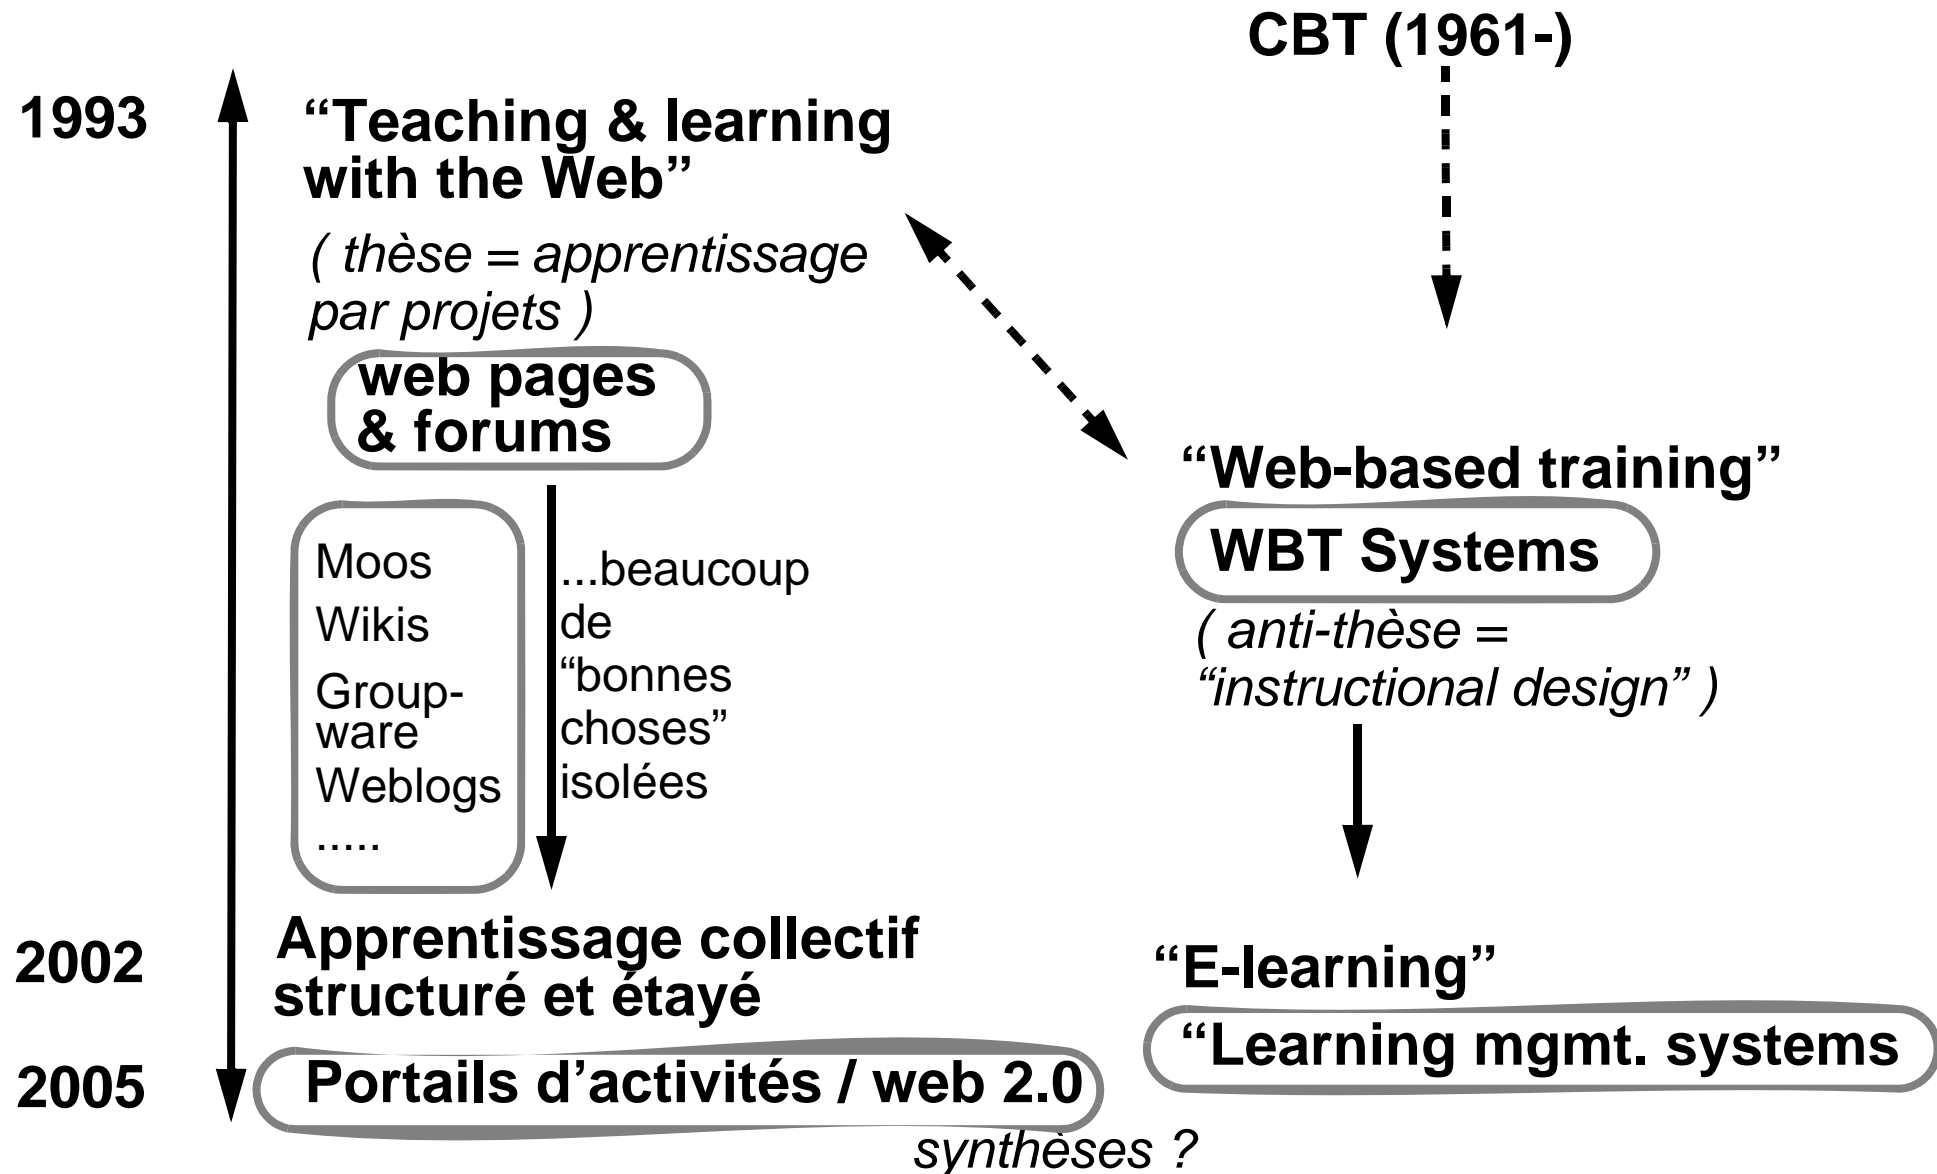 CBT (1961-)
1993
“Teaching & learning
with the Web”
( thèse = apprentissage
par projets )
web pages
& forums
Moos
Wikis
Group-
ware
Weblogs
.....
...beaucoup
de
“bonnes
choses”
isolées
“Web-based training”
WBT Systems
( anti-thèse =
“instructional design” )
2002
Apprentissage collectif
structuré et étayé
“E-learning”
“Learning mgmt. systems
2005
Portails d’activités / web 2.0
synthèses ?